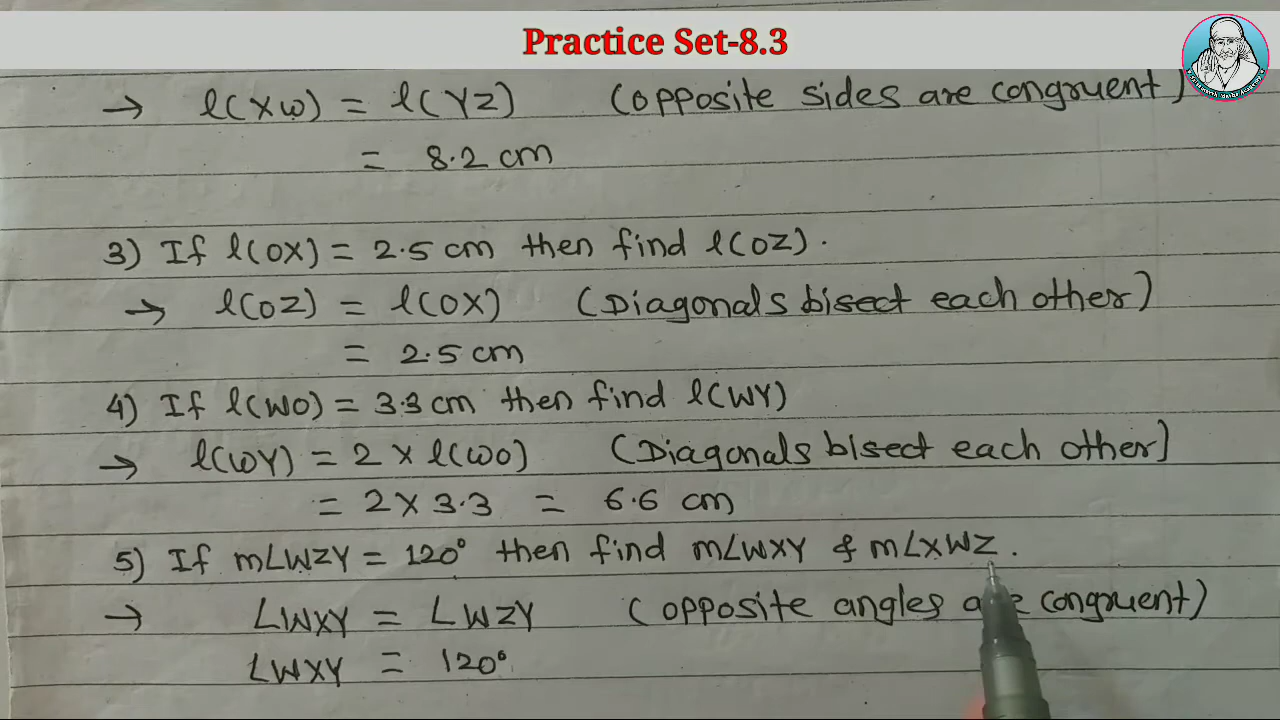 Practice Set-8.3
→ l(XW) = l(YZ) (opposite sides are congruent)
= 8.2 cm
3) If l(OX) = 2.5 cm then find l(OZ).
→ l(OZ) = l(OX) (Diagonals bisect each other)
= 2.5 cm
4) If l(WO) = 3.3 cm then find l(WY)
→ l(WY) = 2 × l(WO) (Diagonals bisect each other)
= 2 × 3.3 = 6.6 cm
5) If m∠WZY = 120° then find m∠WXY & m∠XWZ.
→ ∠WXY = ∠WZY (opposite angles are congruent)
∠WXY = 120°